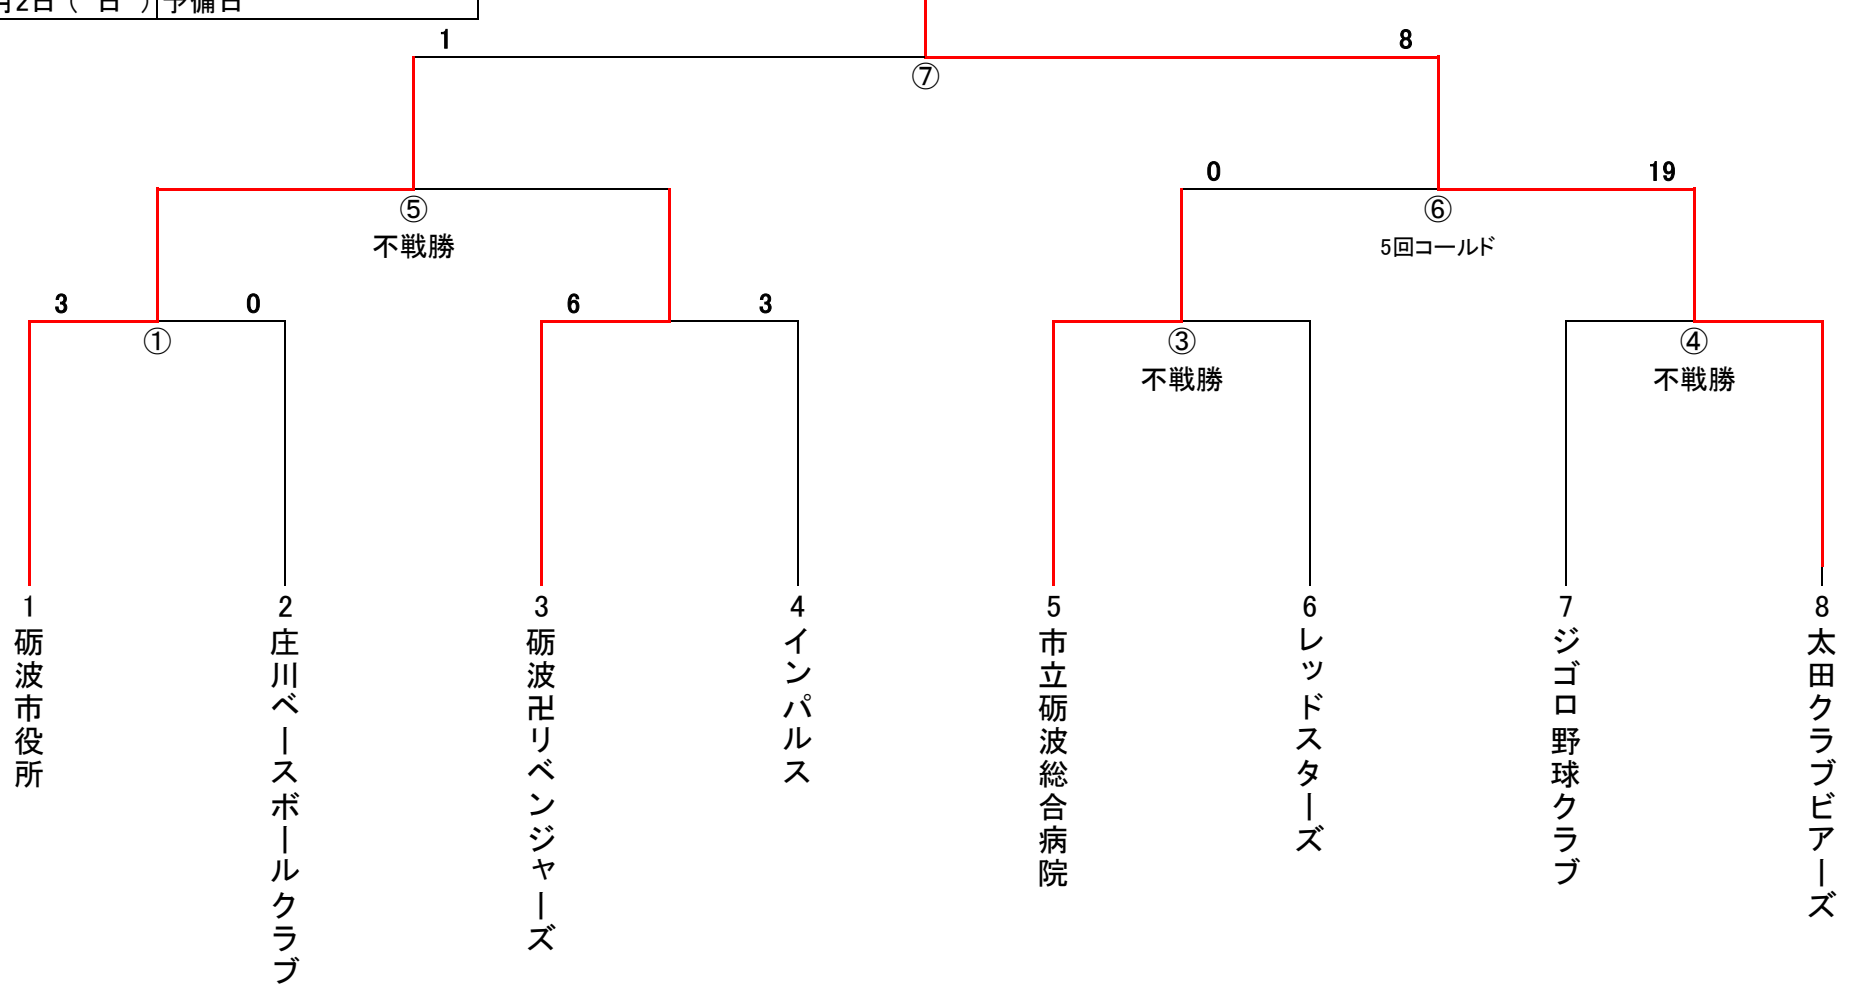 月2日（ 日 ） 予備日
1 8
⑦
0 19
⑤ ⑥
不戦勝 5回コールド
3 0 6 3
① ③ ④
不戦勝 不戦勝
1 2 3 4 5 6 7 8
砺波市役所
庄川ベースボールクラブ
砺波卍リベンジャーズ
インパルス
市立砺波総合病院
レッドスターズ
ジゴロ野球クラブ
太田クラブビアーズ